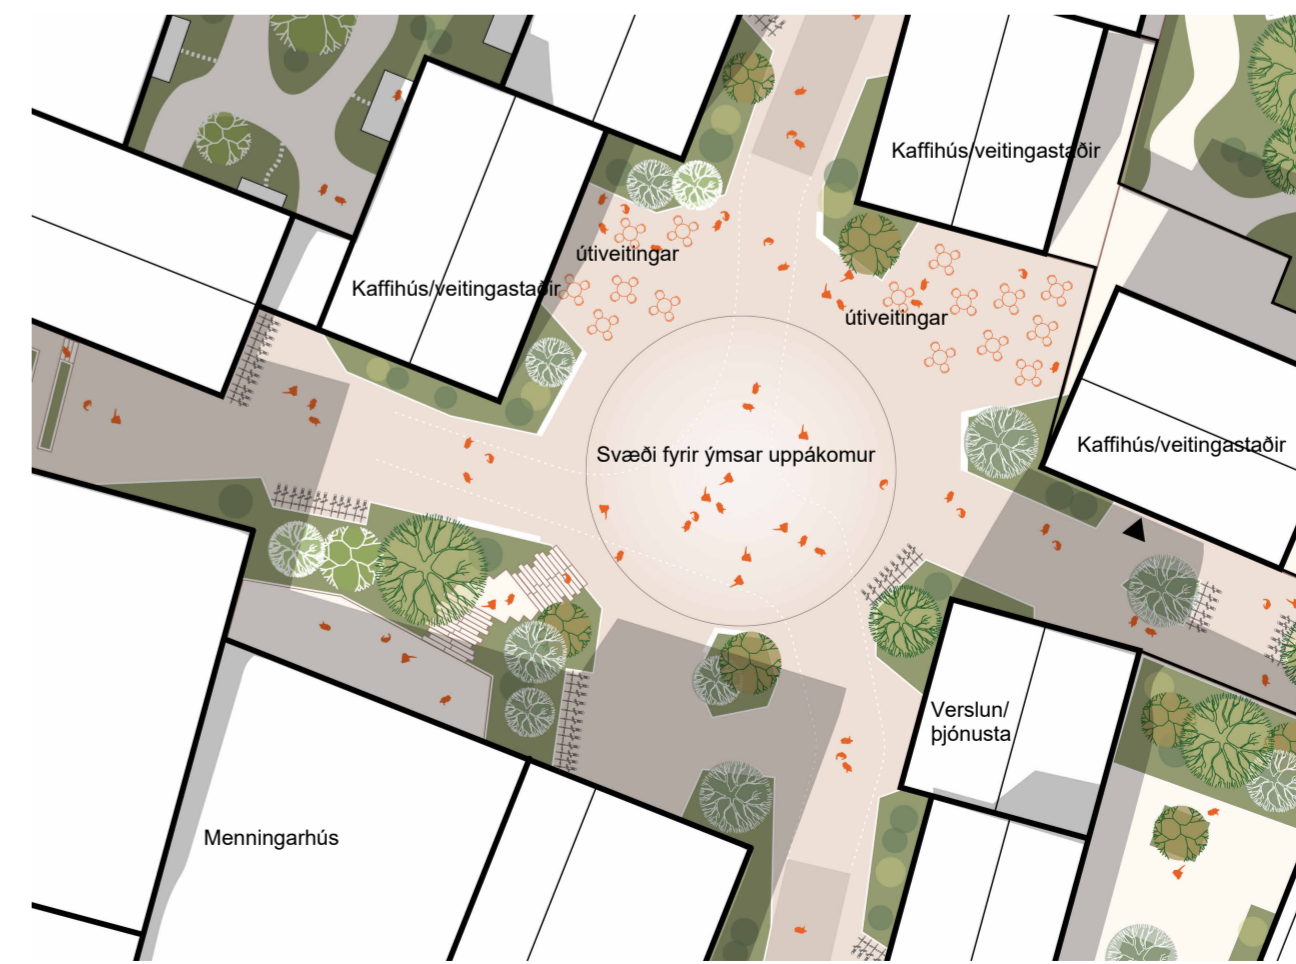 Kaffihús/veitingastaðir
útiveitingar
Kaffihús/veitingastaðir
útiveitingar
Svæði fyrir ýmsar uppákomur
Kaffihús/veitingastaðir
Verslun/
þjónusta
Menningarhús